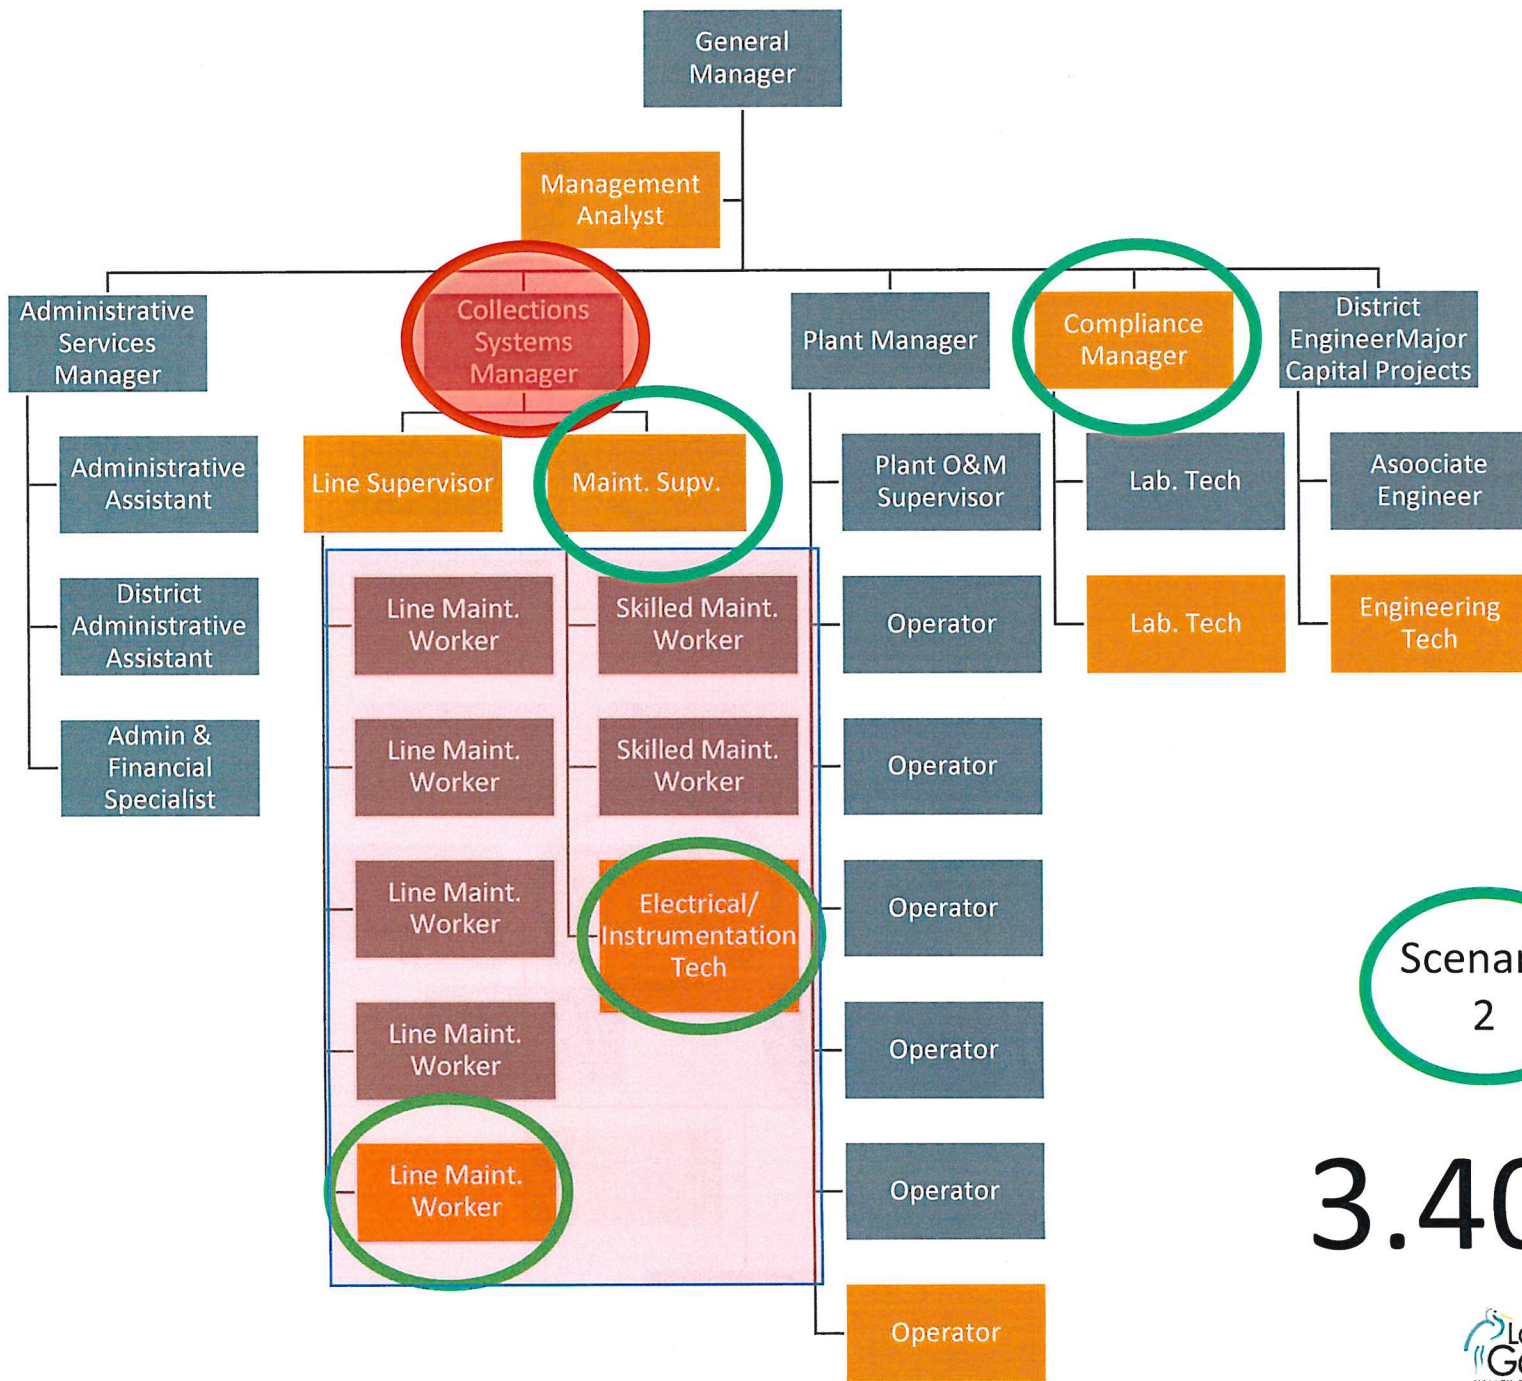 General
Manager
Management
Analyst
Administrative
Services
Manager
Collections
Systems
Manager
Plant Manager
Compliance
Manager
District
EngineerMajor
Capital Projects
Administrative
Assistant
Line Supervisor
Maint. Supv.
Plant O&M
Supervisor
Lab. Tech
Asoociate
Engineer
District
Administrative
Assistant
Line Maint.
Worker
Skilled Maint.
Worker
Operator
Lab. Tech
Engineering
Tech
Admin &
Financial
Specialist
Line Maint.
Worker
Skilled Maint.
Worker
Operator
Line Maint.
Worker
Electrical/
Instrumentation
Tech
Operator
Line Maint.
Worker
Operator
Line Maint.
Worker
Operator
Operator
Scenar
2
3.40